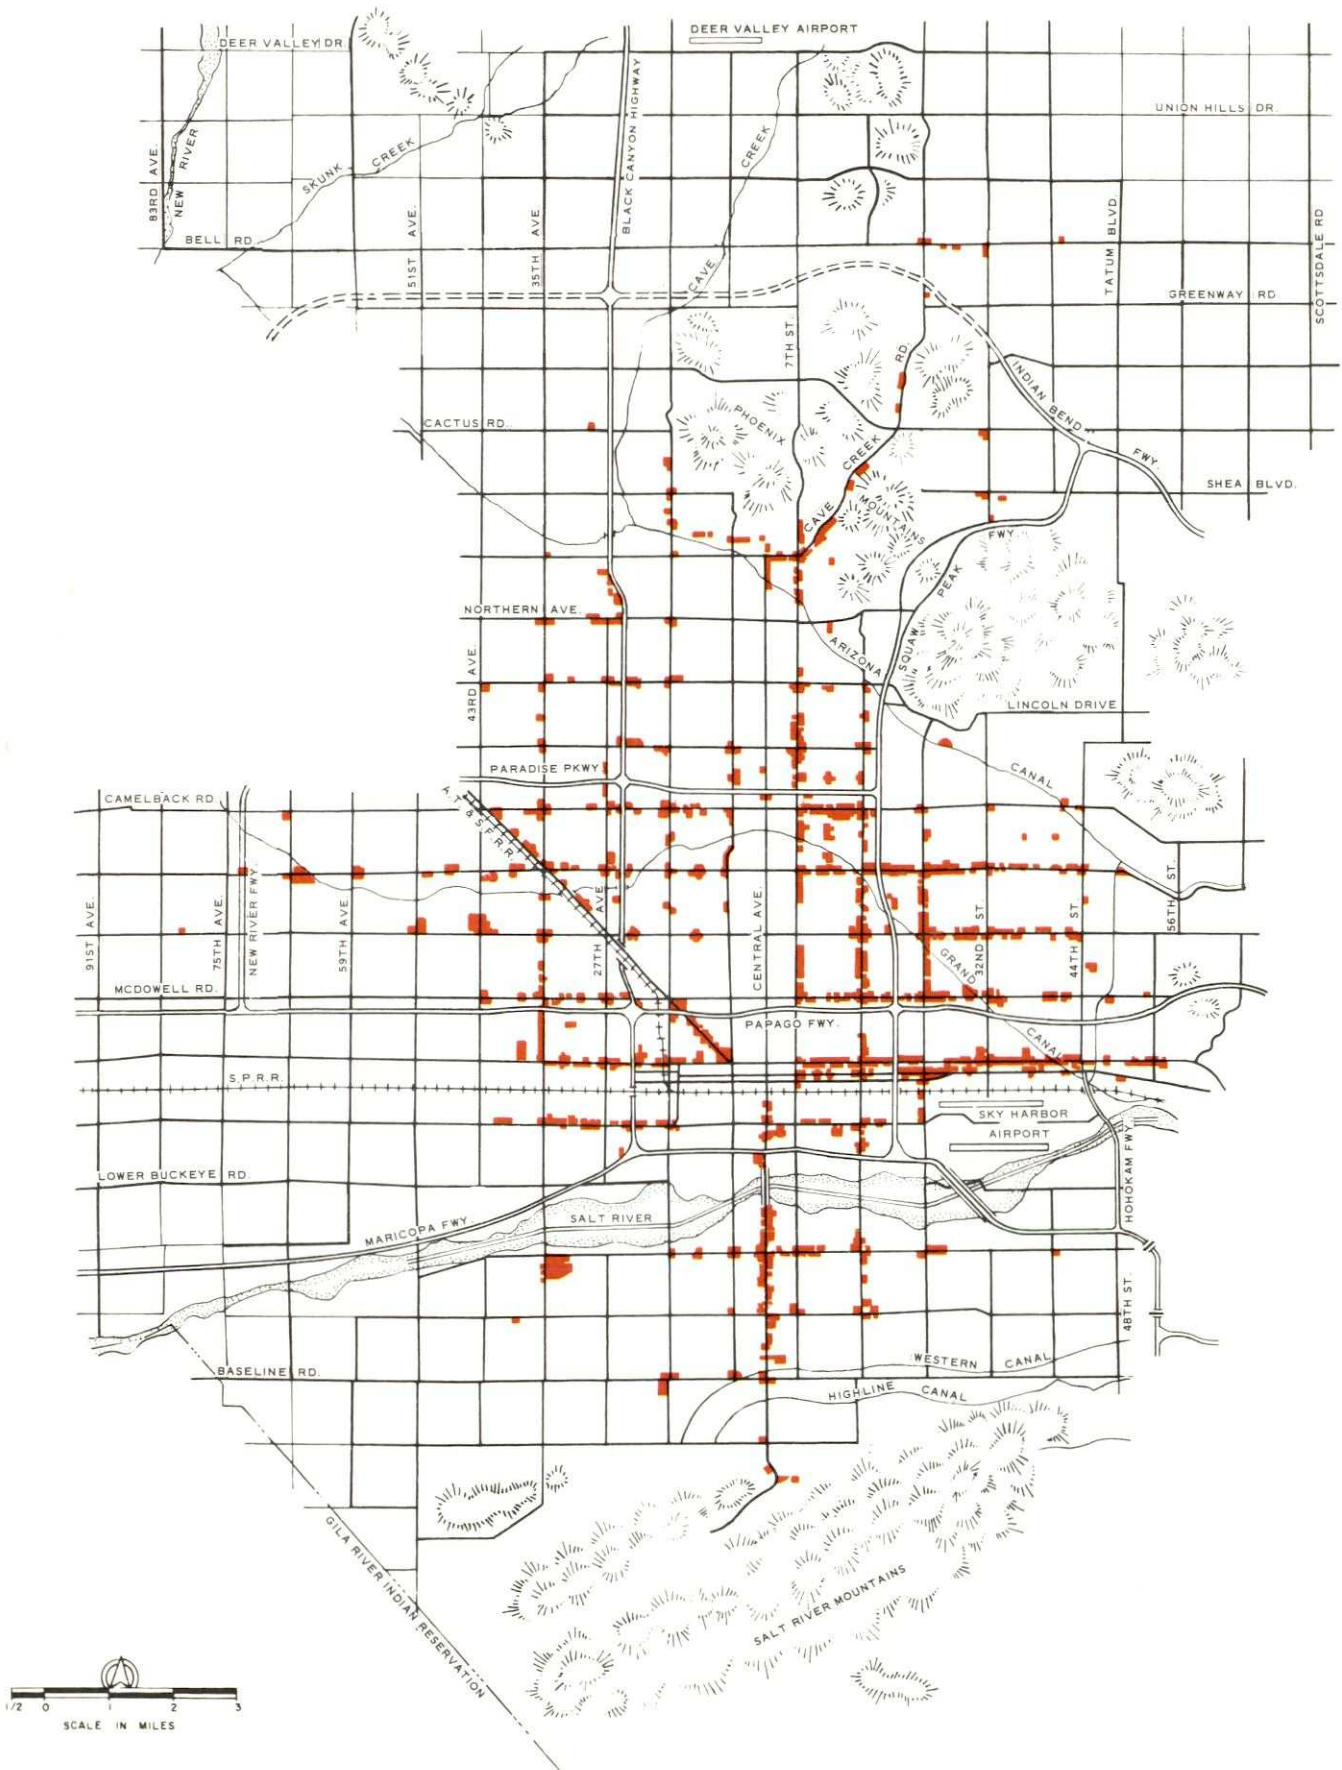 DEER VALLEY AIRPORT
DEER VALLEY DR.
UNION HILLS DR.
BLACK CANYON HIGHWAY
CREEK
CAVE
SKUNK CREEK
NEW RIVER
83RD AVE.
BELL RD.
51ST AVE.
35TH AVE.
TATUM BLVD.
SCOTTSDALE RD
GREENWAY RD
7TH ST.
CAVE CREEK RD.
INDIAN BEND FWY.
PHOENIX MOUNTAINS
CACTUS RD.
SHEA BLVD.
SQUAW PEAK FWY.
NORTHERN AVE.
ARIZONA CANAL
43RD AVE.
LINCOLN DRIVE
PARADISE PKWY
CAMELBACK RD.
A.T. & S.F.R.R.
91ST AVE.
75TH AVE.
NEW RIVER FWY.
59TH AVE.
27TH AVE.
CENTRAL AVE.
32ND ST.
44TH ST.
56TH ST.
GRAND CANAL
MCDOWELL RD.
PAPAGO FWY.
S.P.R.R.
SKY HARBOR
AIRPORT
HOHOKAM FWY.
LOWER BUCKEYE RD.
SALT RIVER
MARICOPA FWY.
48TH ST.
WESTERN CANAL
BASELINE RD.
HIGHLINE CANAL
GILA RIVER INDIAN RESERVATION
SALT RIVER MOUNTAINS
1/2 0 1 2 3
SCALE IN MILES